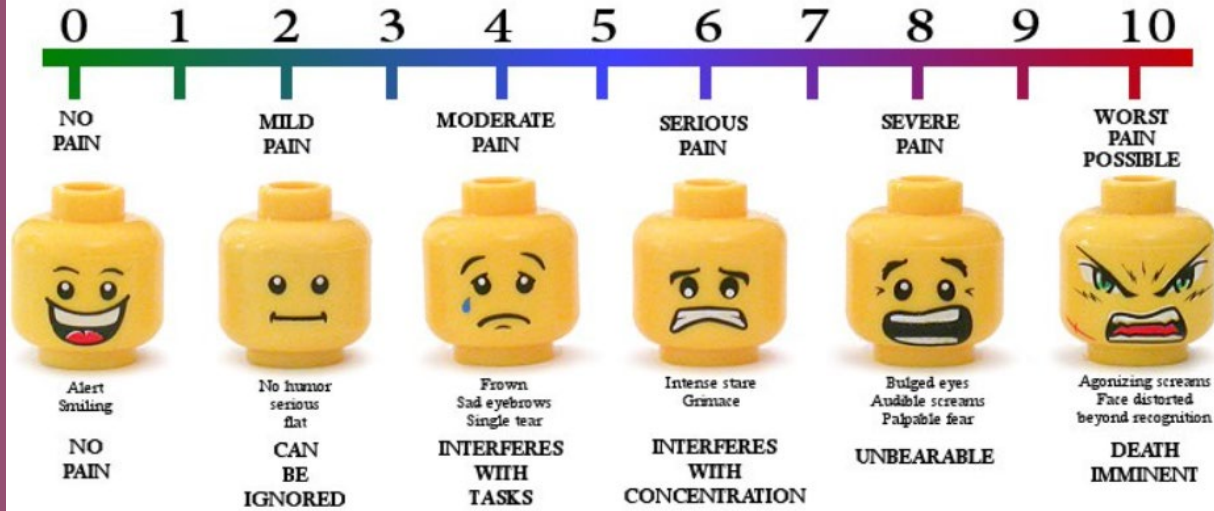 0 1 2 3 4 5 6 7 8 9 10
NO
PAIN
MILD
PAIN
MODERATE
PAIN
SERIOUS
PAIN
SEVERE
PAIN
WORST
PAIN
POSSIBLE
Alert
Smiling
No humor
serious
flat
Frown
Sad eyebrows
Single tear
Intense stare
Grimace
Bulged eyes
Audible screams
Palpable fear
Agonizing screams
Face distorted
beyond recognition
NO
PAIN
CAN
BE
IGNORED
INTERFERES
WITH
TASKS
INTERFERES
WITH
CONCENTRATION
UNBEARABLE
DEATH
IMMINENT